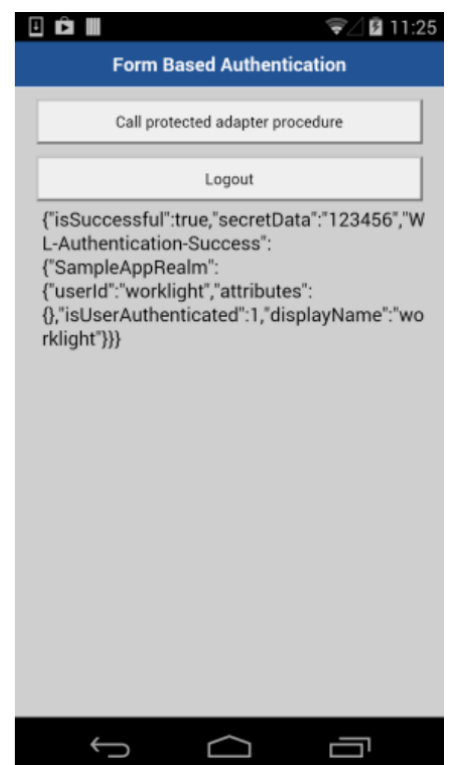 11:25
Form Based Authentication
Call protected adapter procedure
Logout
{"isSuccessful":true,"secretData":"123456","W
L-Authentication-Success":
{"SampleAppRealm":
{"userId":"worklight","attributes":
{},"isUserAuthenticated":1,"displayName":"wo
rklight"}}}